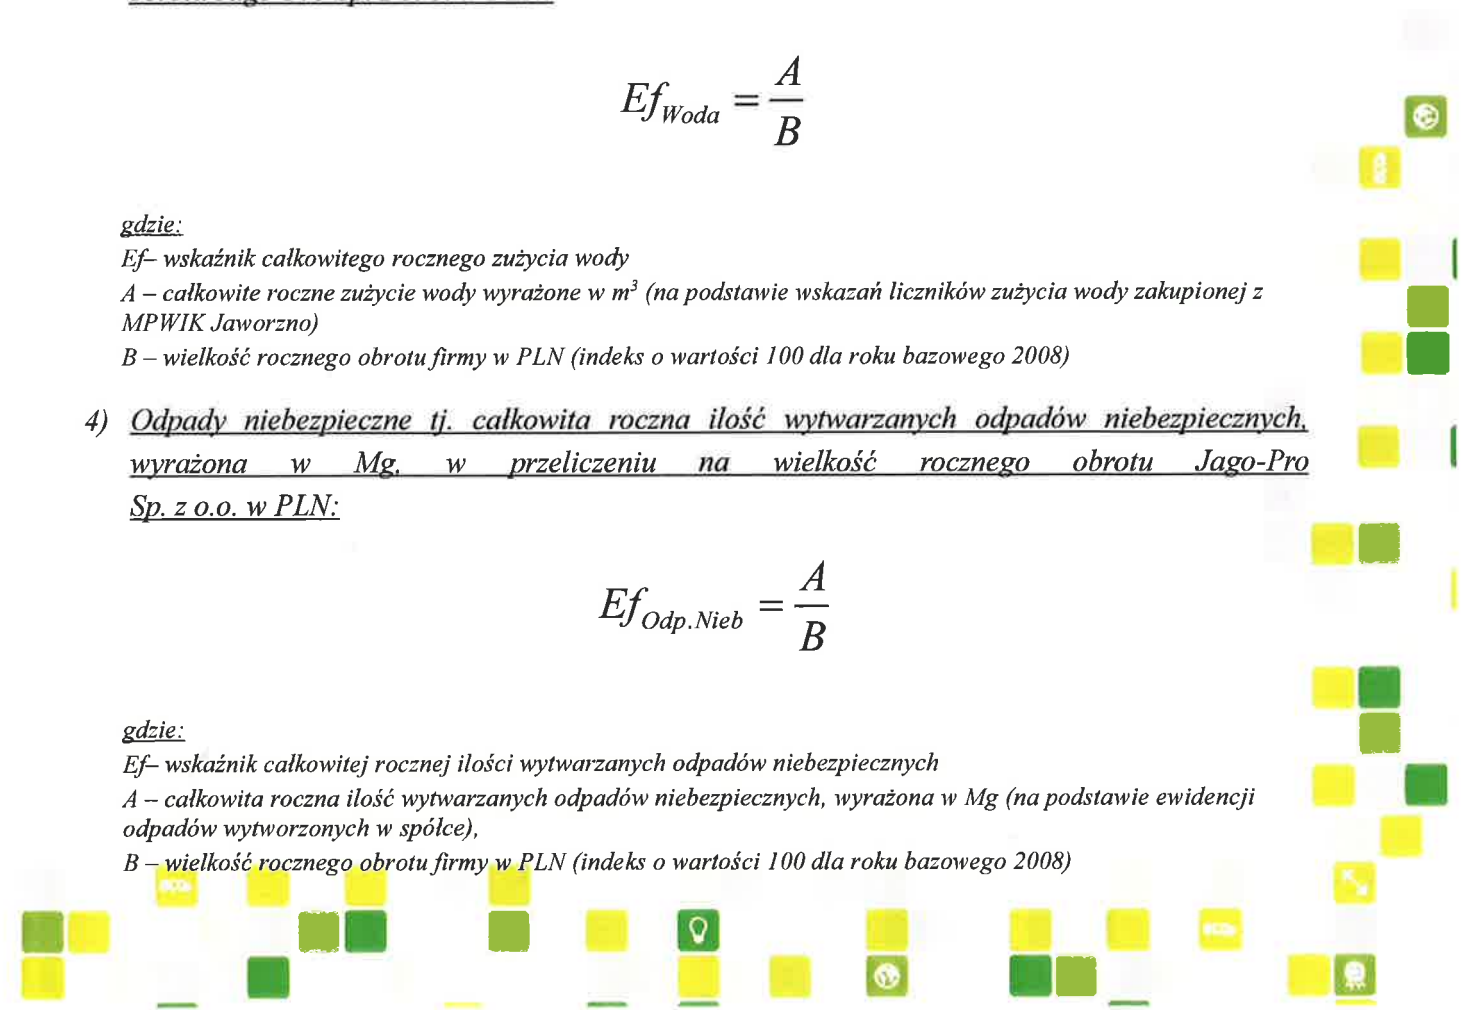 Ef_Woda = A / B
gdzie:
Ef– wskaźnik całkowitego rocznego zużycia wody
A – całkowite roczne zużycie wody wyrażone w m³ (na podstawie wskazań liczników zużycia wody zakupionej z
MPWIK Jaworzno)
B – wielkość rocznego obrotu firmy w PLN (indeks o wartości 100 dla roku bazowego 2008)
4) Odpady niebezpieczne tj. całkowita roczna ilość wytwarzanych odpadów niebezpiecznych,
wyrażona w Mg, w przeliczeniu na wielkość rocznego obrotu Jago-Pro
Sp. z o.o. w PLN:
Ef_Odp.Nieb = A / B
gdzie:
Ef– wskaźnik całkowitej rocznej ilości wytwarzanych odpadów niebezpiecznych
A – całkowita roczna ilość wytwarzanych odpadów niebezpiecznych, wyrażona w Mg (na podstawie ewidencji
odpadów wytworzonych w spółce),
B – wielkość rocznego obrotu firmy w PLN (indeks o wartości 100 dla roku bazowego 2008)